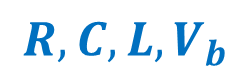 R, C, L, V_b